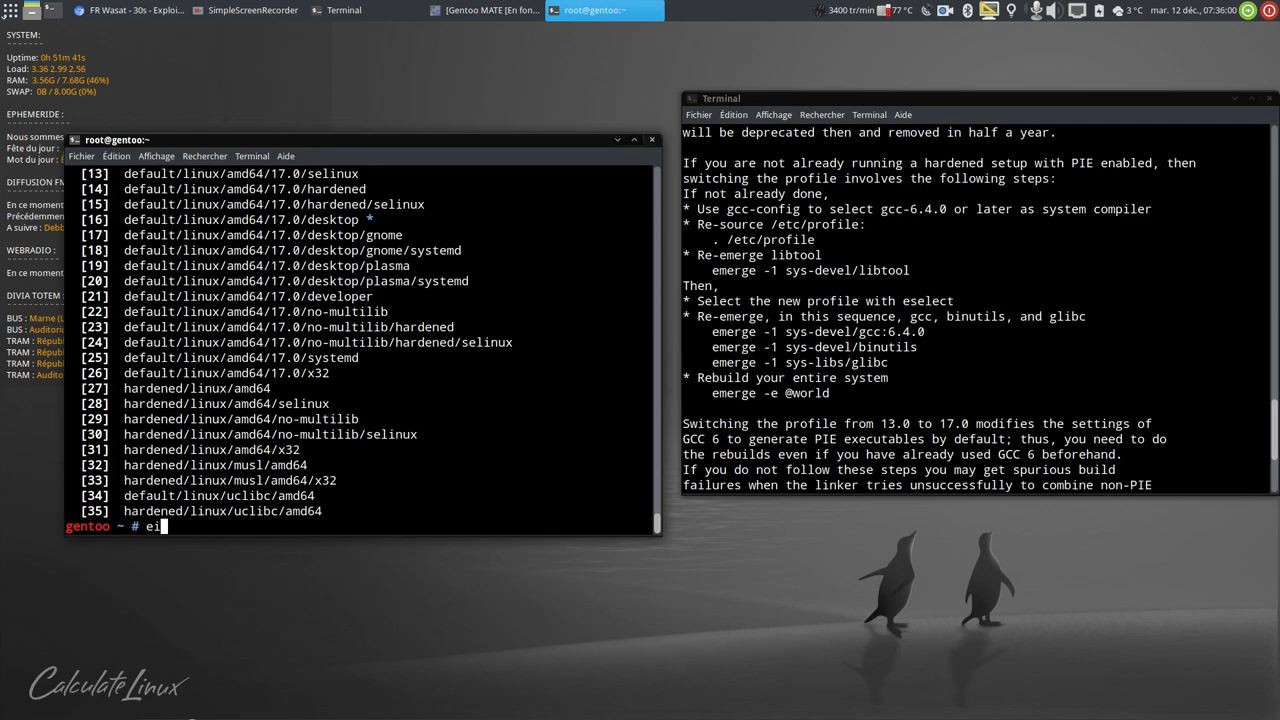 FR Wasat - 30s - Exploi...
SimpleScreenRecorder
Terminal
[Gentoo MATE [En fon...
root@gentoo:~
3400 tr/min
77 °C
3 °C
mar. 12 déc., 07:36:00
SYSTEM:
Uptime: 0h 51m 41s
Load: 3.36 2.99 2.56
RAM: 3.56G / 7.68G (46%)
SWAP: 0B / 8.00G (0%)
EPHEMERIDE :
Nous sommes
Fête du jour :
Mot du jour :
DIFFUSION FM
En ce moment
Précédemmen
A suivre : Debb
WEBRADIO :
En ce moment
DIVIA TOTEM :
BUS : Marne (L
BUS : Auditoriu
TRAM : Républ
TRAM : Républ
TRAM : Audito
root@gentoo:~
Fichier Édition Affichage Rechercher Terminal Aide
[13] default/linux/amd64/17.0/selinux
[14] default/linux/amd64/17.0/hardened
[15] default/linux/amd64/17.0/hardened/selinux
[16] default/linux/amd64/17.0/desktop *
[17] default/linux/amd64/17.0/desktop/gnome
[18] default/linux/amd64/17.0/desktop/gnome/systemd
[19] default/linux/amd64/17.0/desktop/plasma
[20] default/linux/amd64/17.0/desktop/plasma/systemd
[21] default/linux/amd64/17.0/developer
[22] default/linux/amd64/17.0/no-multilib
[23] default/linux/amd64/17.0/no-multilib/hardened
[24] default/linux/amd64/17.0/no-multilib/hardened/selinux
[25] default/linux/amd64/17.0/systemd
[26] default/linux/amd64/17.0/x32
[27] hardened/linux/amd64
[28] hardened/linux/amd64/selinux
[29] hardened/linux/amd64/no-multilib
[30] hardened/linux/amd64/no-multilib/selinux
[31] hardened/linux/amd64/x32
[32] hardened/linux/musl/amd64
[33] hardened/linux/musl/amd64/x32
[34] default/linux/uclibc/amd64
[35] hardened/linux/uclibc/amd64
gentoo ~ # ei
Terminal
Fichier Édition Affichage Rechercher Terminal Aide
will be deprecated then and removed in half a year.
If you are not already running a hardened setup with PIE enabled, then
switching the profile involves the following steps:
If not already done,
* Use gcc-config to select gcc-6.4.0 or later as system compiler
* Re-source /etc/profile:
. /etc/profile
* Re-emerge libtool
emerge -1 sys-devel/libtool
Then,
* Select the new profile with eselect
* Re-emerge, in this sequence, gcc, binutils, and glibc
emerge -1 sys-devel/gcc:6.4.0
emerge -1 sys-devel/binutils
emerge -1 sys-libs/glibc
* Rebuild your entire system
emerge -e @world
Switching the profile from 13.0 to 17.0 modifies the settings of
GCC 6 to generate PIE executables by default; thus, you need to do
the rebuilds even if you have already used GCC 6 beforehand.
If you do not follow these steps you may get spurious build
failures when the linker tries unsuccessfully to combine non-PIE
Calculate Linux